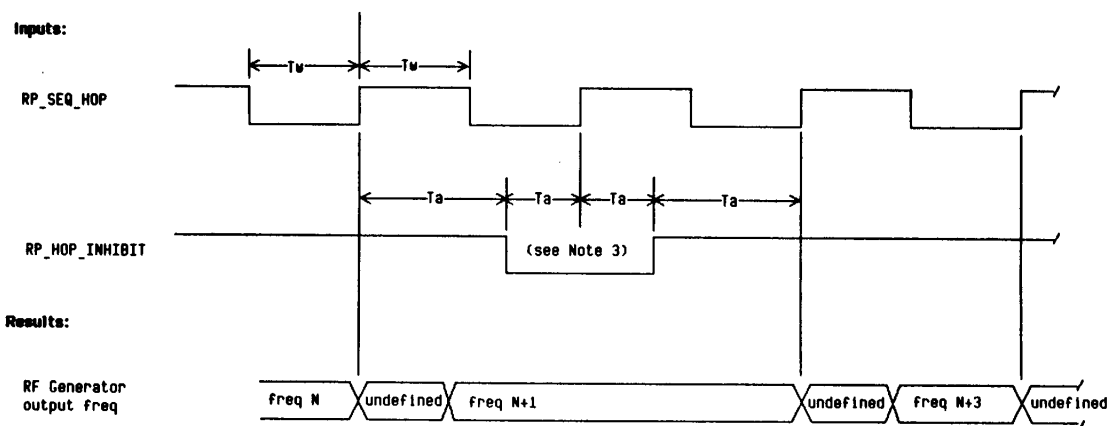 Inputs:
Tw Tw
RP_SEQ_HOP
Ta Ta Ta Ta
RP_HOP_INHIBIT
(see Note 3)
Results:
RF Generator
output freq
freq N undefined freq N+1 undefined freq N+3 undefined